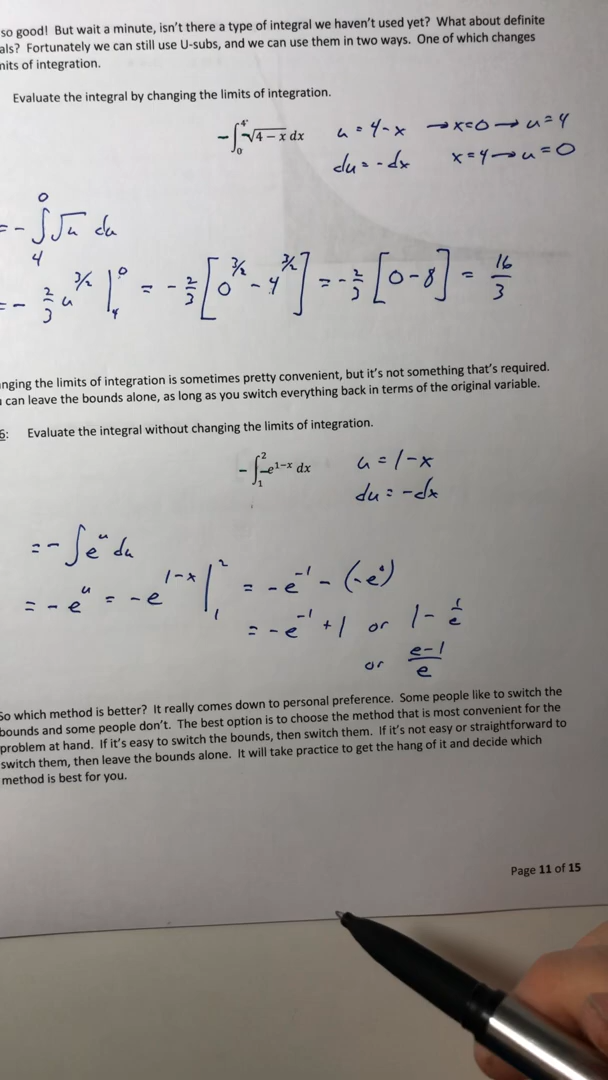 so good! But wait a minute, isn't there a type of integral we haven't used yet? What about definite
als? Fortunately we can still use U-subs, and we can use them in two ways. One of which changes
mits of integration.
Evaluate the integral by changing the limits of integration.
-∫₀⁴ -√4 − x dx   u = 4-x → x=0 → u=4
du = -dx   x=4 → u=0
= -∫₄⁰ √u du
= - 2/3 u^3/2 |₄⁰ = - 2/3 [0^3/2 - 4^3/2] = - 2/3 [0-8] = 16/3
nging the limits of integration is sometimes pretty convenient, but it's not something that's required.
can leave the bounds alone, as long as you switch everything back in terms of the original variable.
6: Evaluate the integral without changing the limits of integration.
-∫₁² -e^1−x dx   u = 1-x
du = -dx
= -∫e^u du
= -e^u = -e^1-x |₁² = -e^-1 - (-e^0)
= -e^-1 + 1 or 1 - 1/e
or e-1/e
So which method is better? It really comes down to personal preference. Some people like to switch the
bounds and some people don't. The best option is to choose the method that is most convenient for the
problem at hand. If it's easy to switch the bounds, then switch them. If it's not easy or straightforward to
switch them, then leave the bounds alone. It will take practice to get the hang of it and decide which
method is best for you.
Page 11 of 15